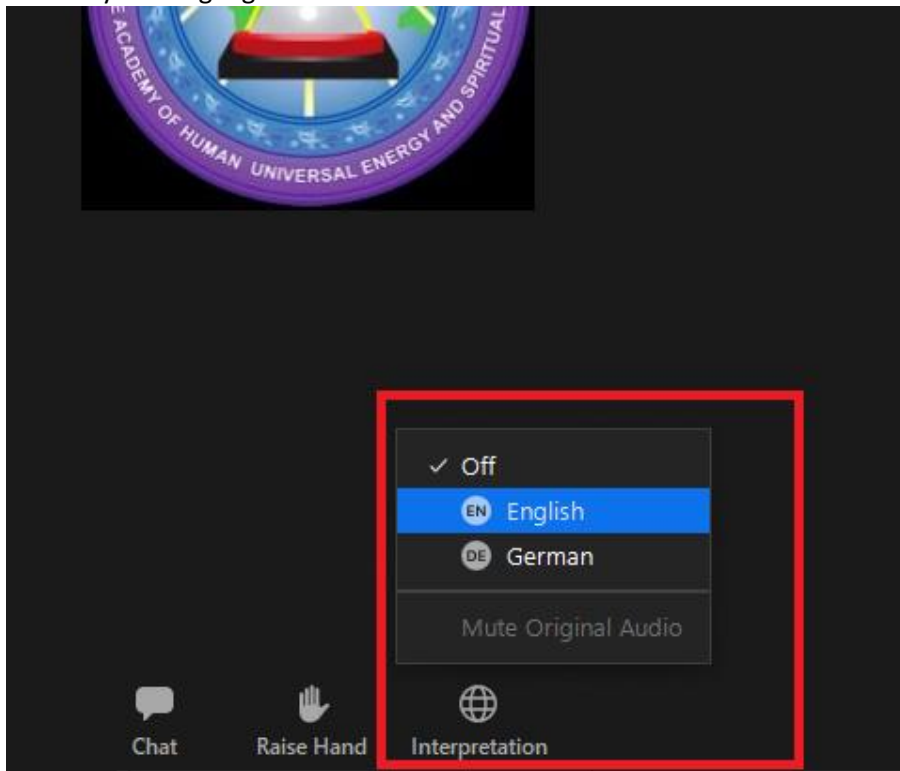 E ACADEMY OF HUMAN UNIVERSAL ENERGY AND SPIRITUAL
Off
EN English
DE German
Mute Original Audio
Chat
Raise Hand
Interpretation